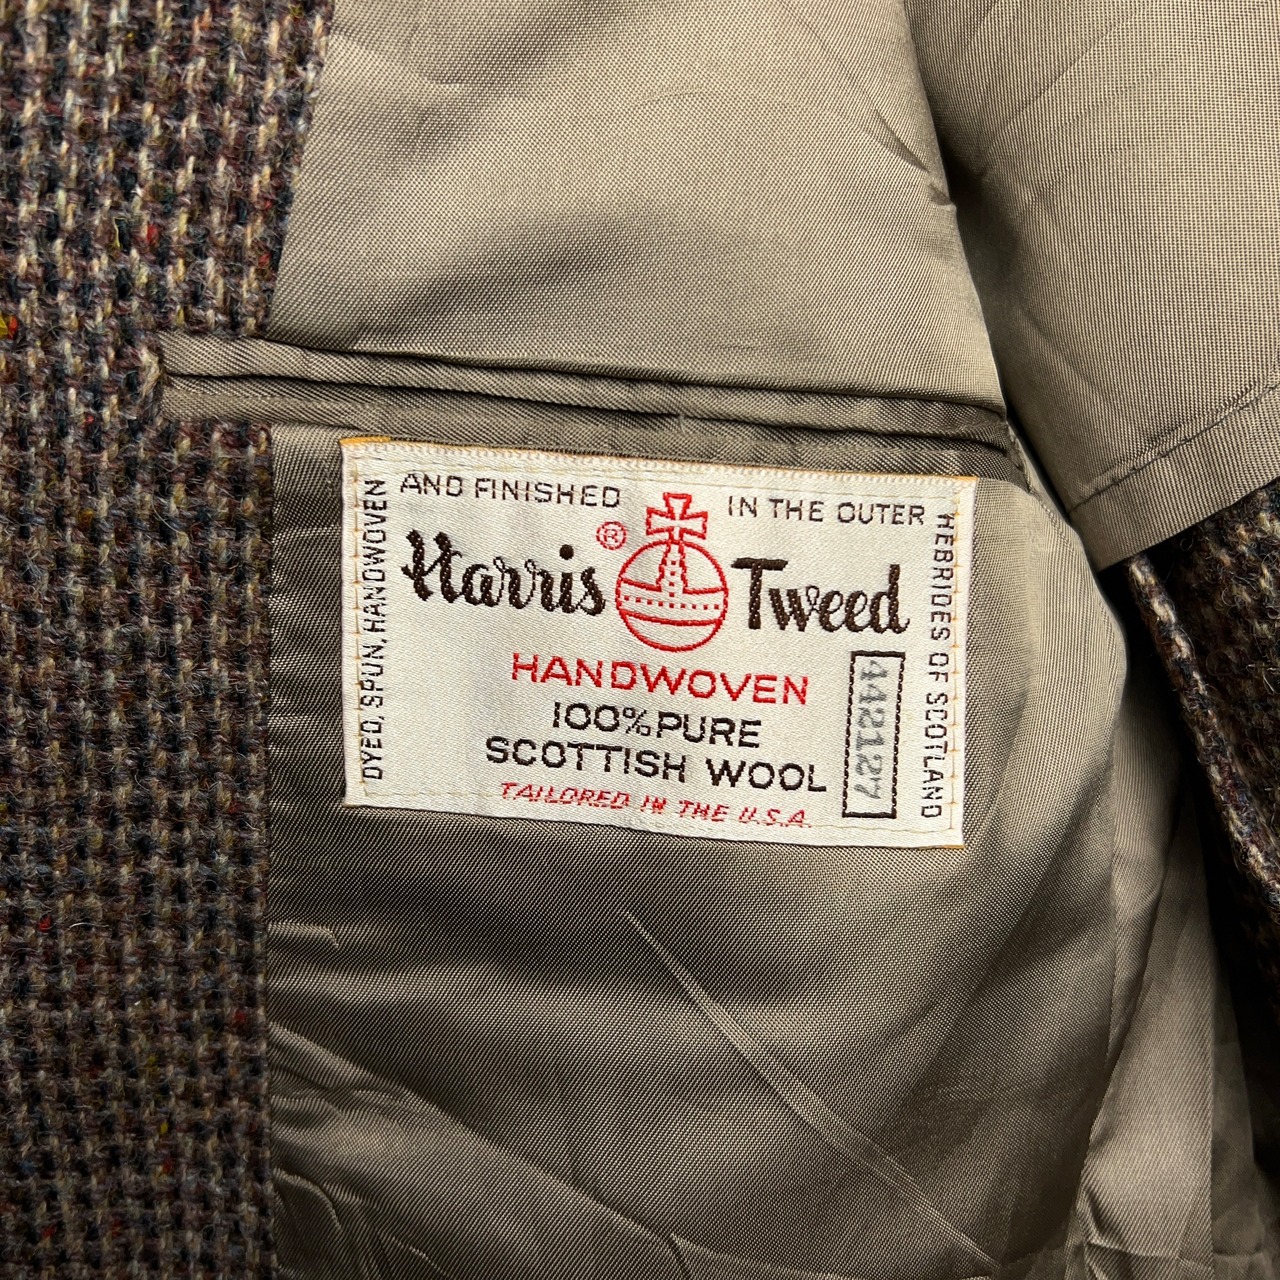 DYED, SPUN, HANDWOVEN
AND FINISHED IN THE OUTER
HEBRIDES OF SCOTLAND
Harris ® Tweed
HANDWOVEN
100% PURE
SCOTTISH WOOL
TAILORED IN THE U.S.A.
442127